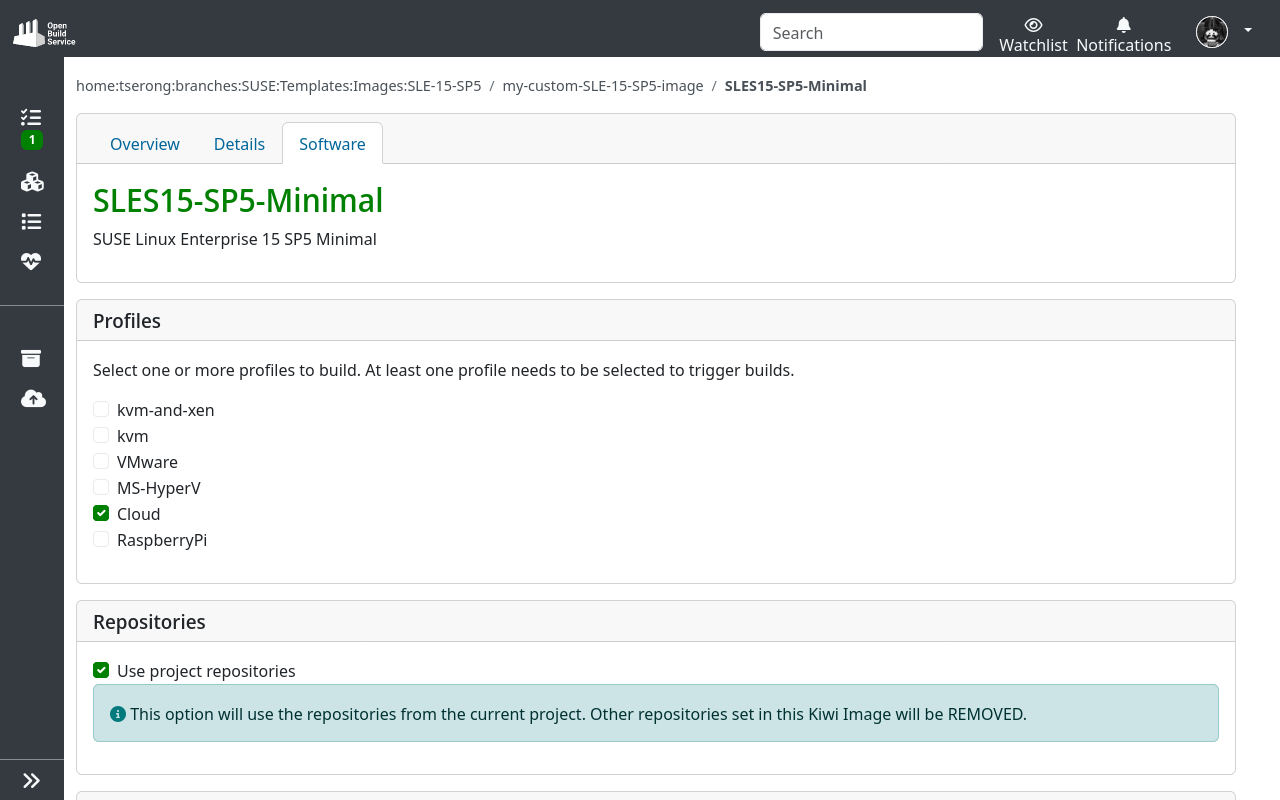 Open Build Service
Search
Watchlist
Notifications
home:tserong:branches:SUSE:Templates:Images:SLE-15-SP5 / my-custom-SLE-15-SP5-image / SLES15-SP5-Minimal
1
Overview
Details
Software
SLES15-SP5-Minimal
SUSE Linux Enterprise 15 SP5 Minimal
Profiles
Select one or more profiles to build. At least one profile needs to be selected to trigger builds.
kvm-and-xen
kvm
VMware
MS-HyperV
Cloud
RaspberryPi
Repositories
Use project repositories
This option will use the repositories from the current project. Other repositories set in this Kiwi Image will be REMOVED.